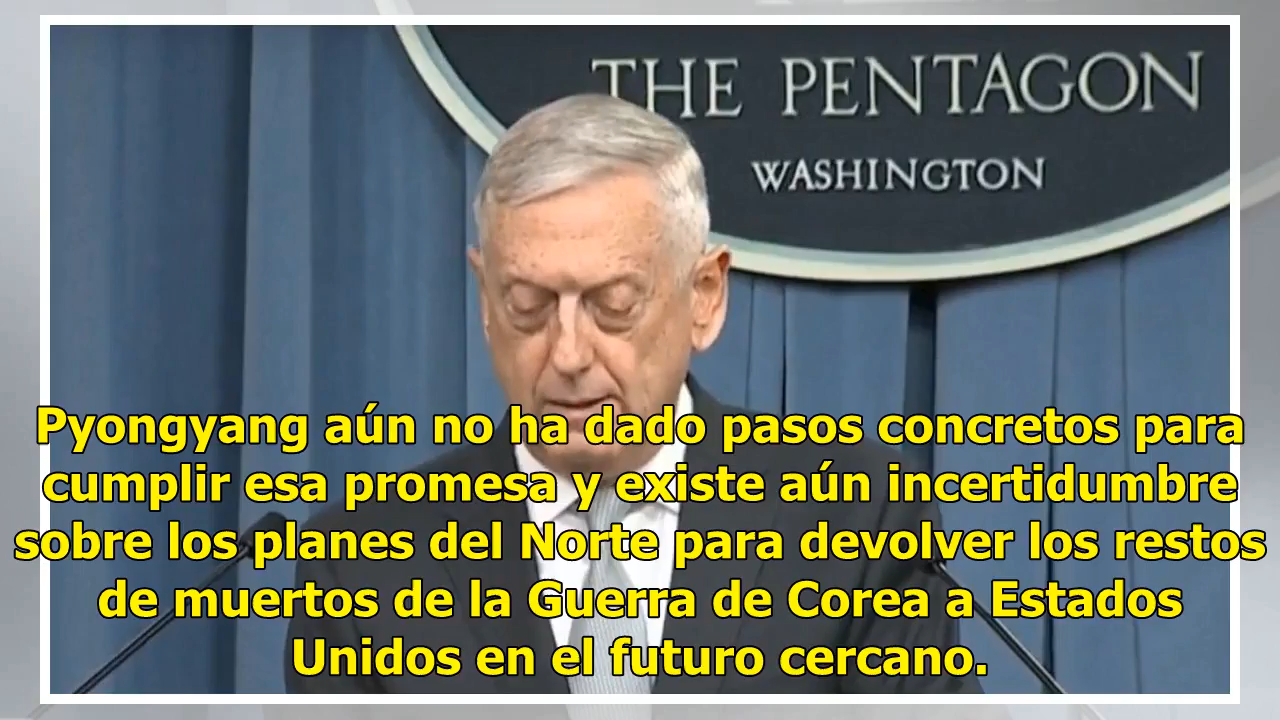 THE PENTAGON
WASHINGTON
Pyongyang aún no ha dado pasos concretos para
cumplir esa promesa y existe aún incertidumbre
sobre los planes del Norte para devolver los restos
de muertos de la Guerra de Corea a Estados
Unidos en el futuro cercano.